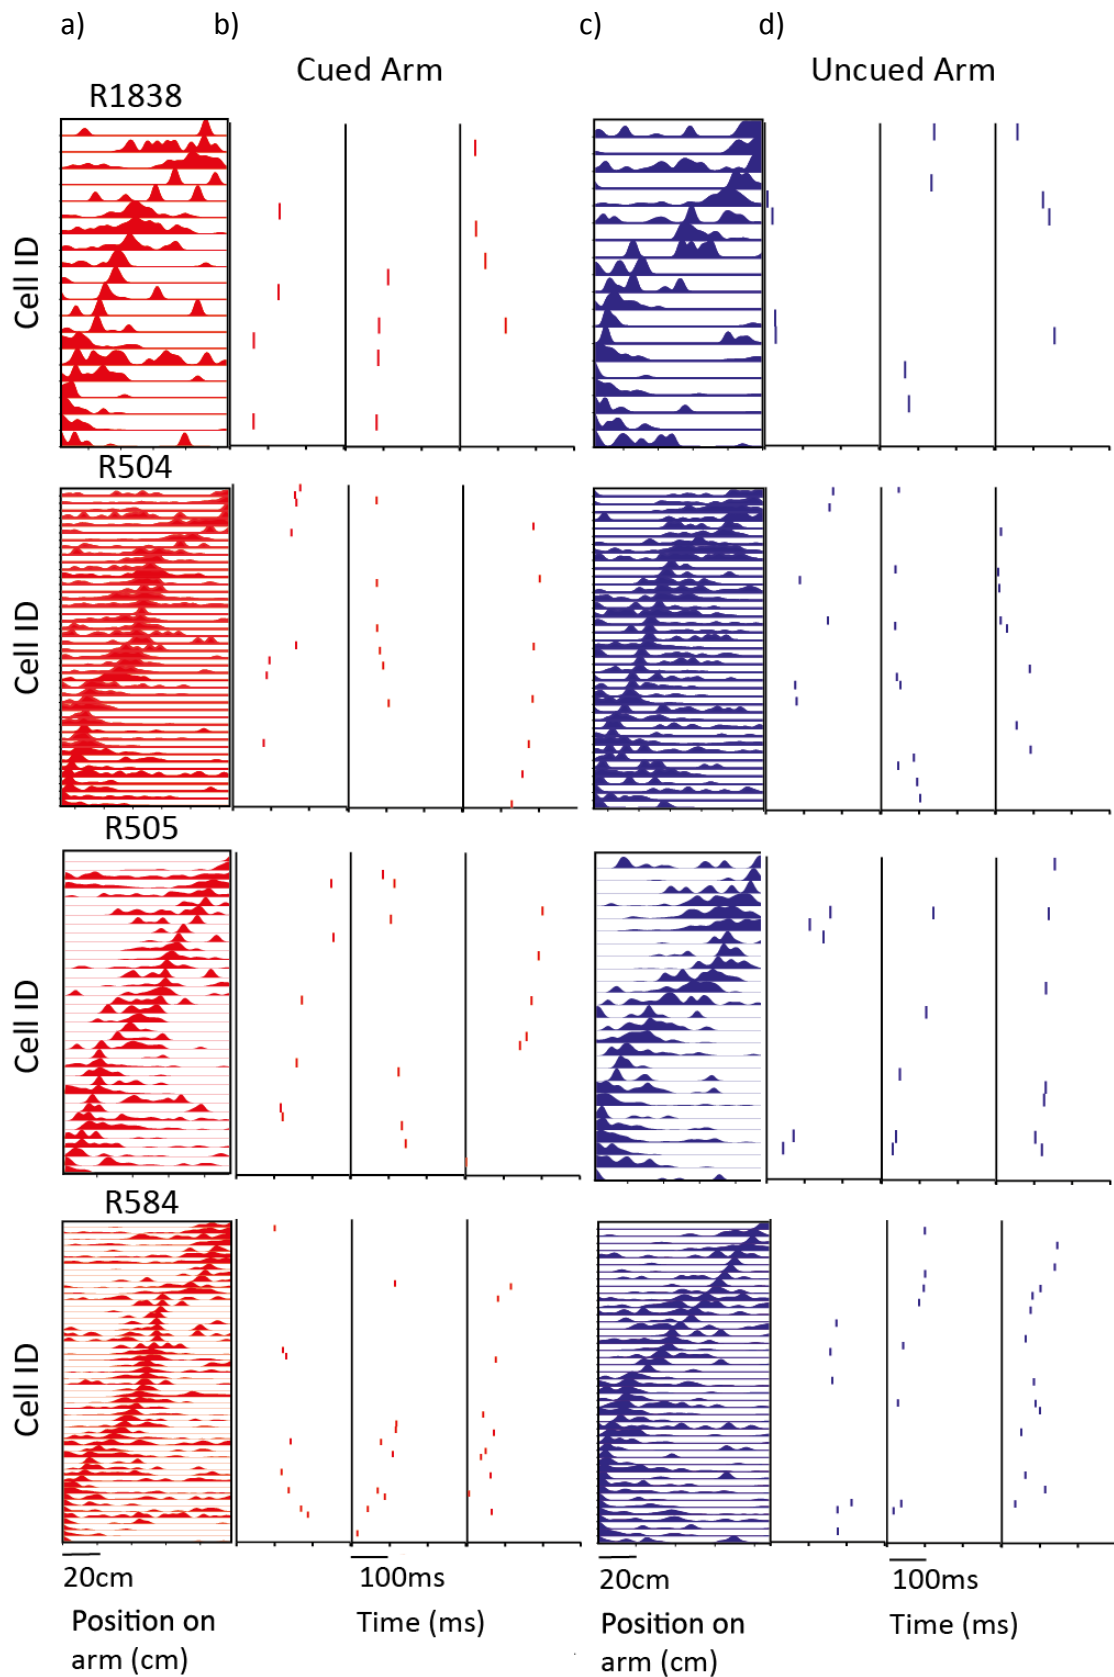 a)
b)
c)
d)
Cued Arm
Uncued Arm
R1838
Cell ID
R504
Cell ID
R505
Cell ID
R584
Cell ID
20cm
100ms
20cm
100ms
Position on
arm (cm)
Time (ms)
Position on
arm (cm)
Time (ms)